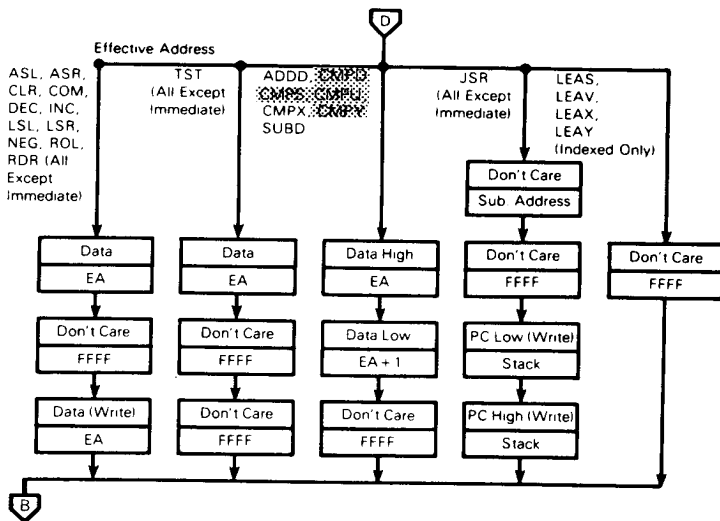 D
Effective Address
ASL, ASR,
CLR, COM,
DEC, INC,
LSL, LSR,
NEG, ROL,
RDR (All
Except
Immediate)
TST
(All Except
Immediate)
ADDD, CMPD
CMPS, CMPU
CMPX, CMPY
SUBD
JSR
(All Except
Immediate)
LEAS,
LEAV,
LEAX,
LEAY
(Indexed Only)
Data
EA
Don't Care
FFFF
Data (Write)
EA
Data
EA
Don't Care
FFFF
Don't Care
FFFF
Data High
EA
Data Low
EA + 1
Don't Care
FFFF
Don't Care
Sub Address
Don't Care
FFFF
PC Low (Write)
Stack
PC High (Write)
Stack
Don't Care
FFFF
B